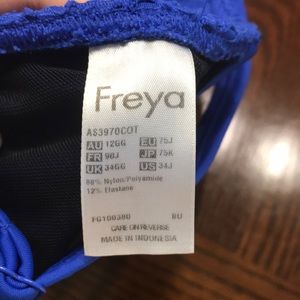 Freya
AS3970COT
AU 12GG EU 75J
FR 90J JP 75K
UK 34GG US 34J
88% Nylon/Polyamide
12% Elastane
FG100380 BU
CARE ON REVERSE
MADE IN INDONESIA